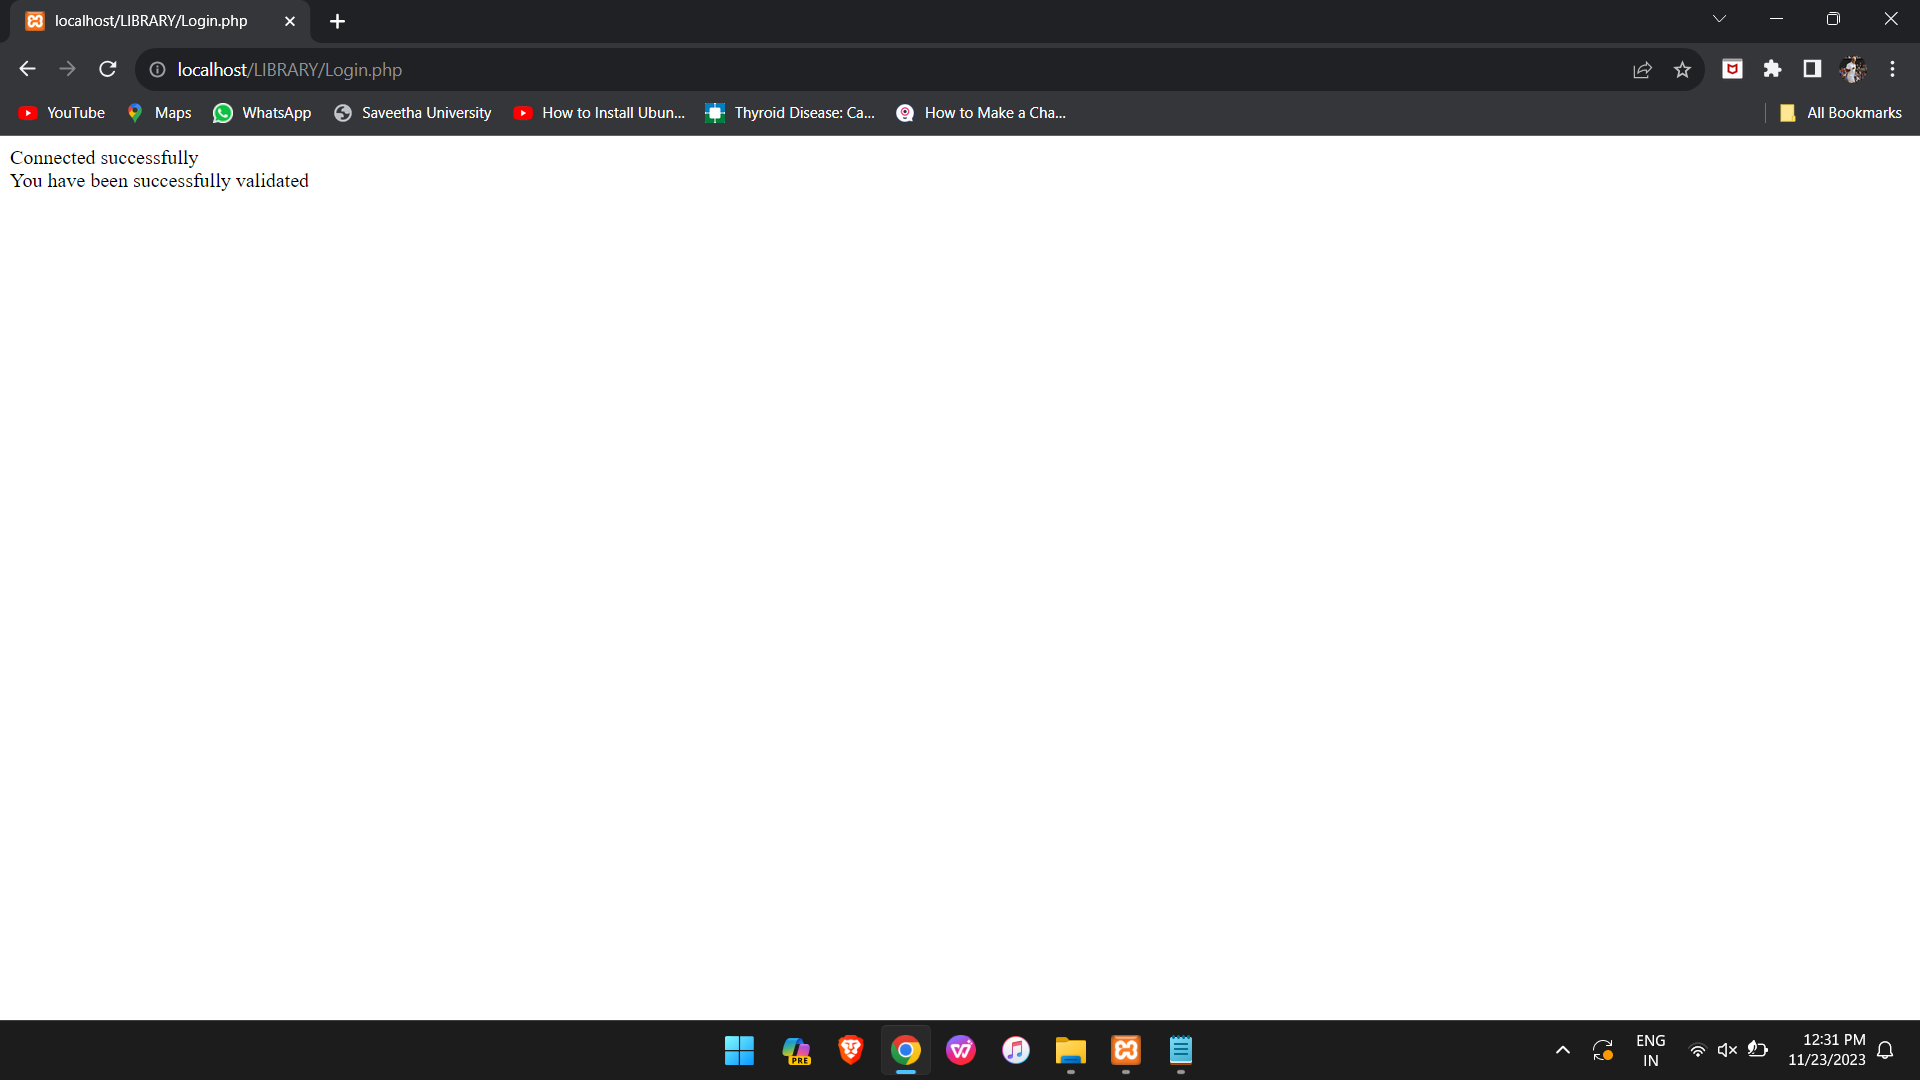 localhost/LIBRARY/Login.php
localhost/LIBRARY/Login.php
YouTube
Maps
WhatsApp
Saveetha University
How to Install Ubun...
Thyroid Disease: Ca...
How to Make a Cha...
All Bookmarks
Connected successfully
You have been successfully validated
PRE
ENG
IN
12:31 PM
11/23/2023